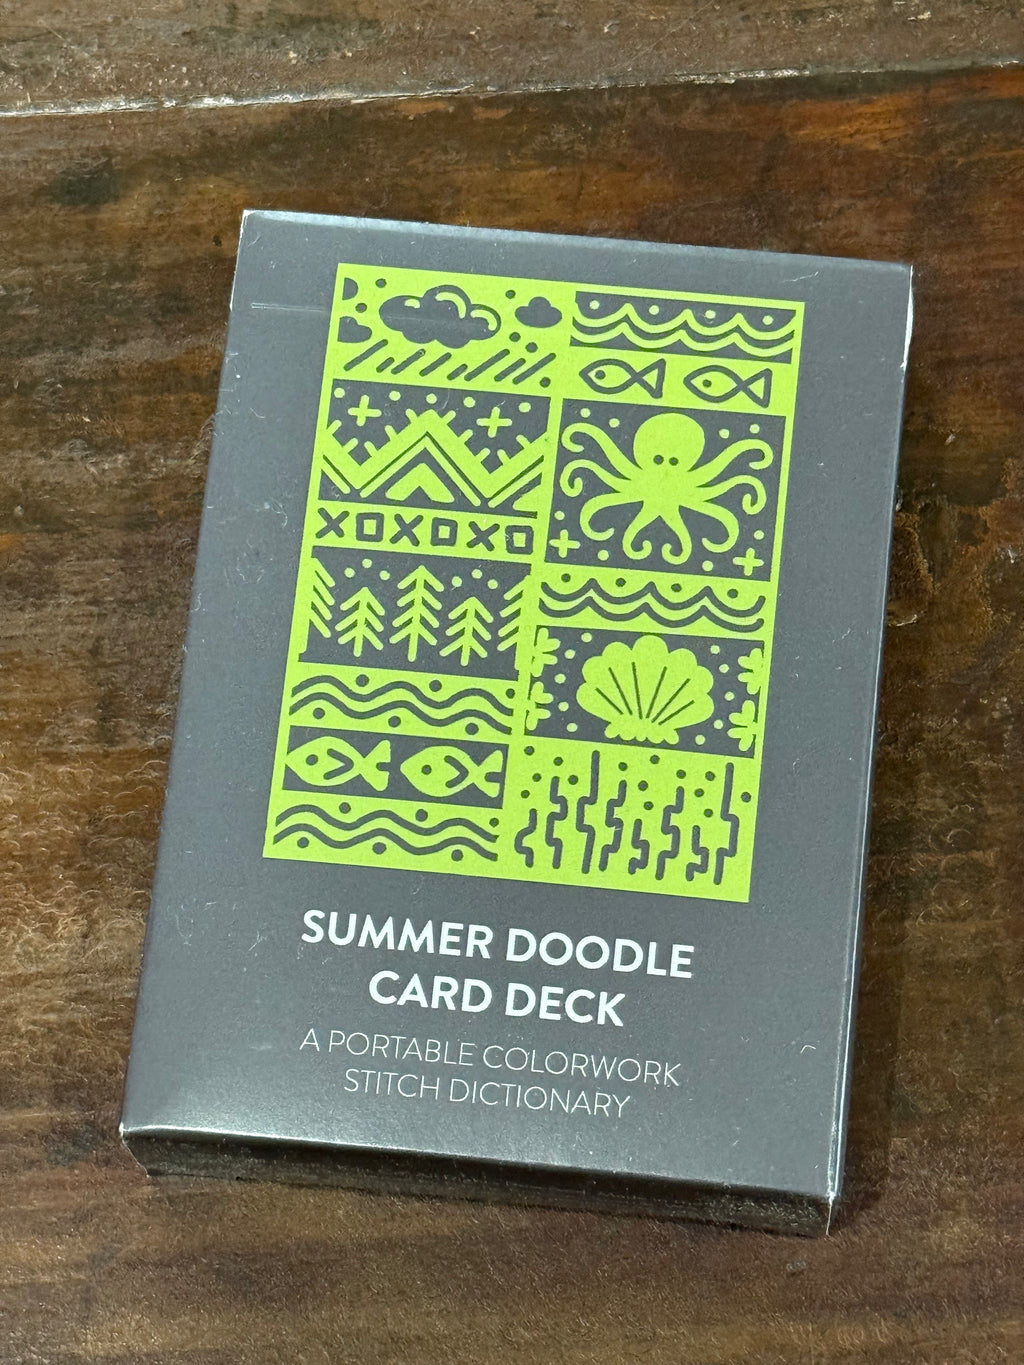 XOXOXO
SUMMER DOODLE
CARD DECK
A PORTABLE COLORWORK
STITCH DICTIONARY